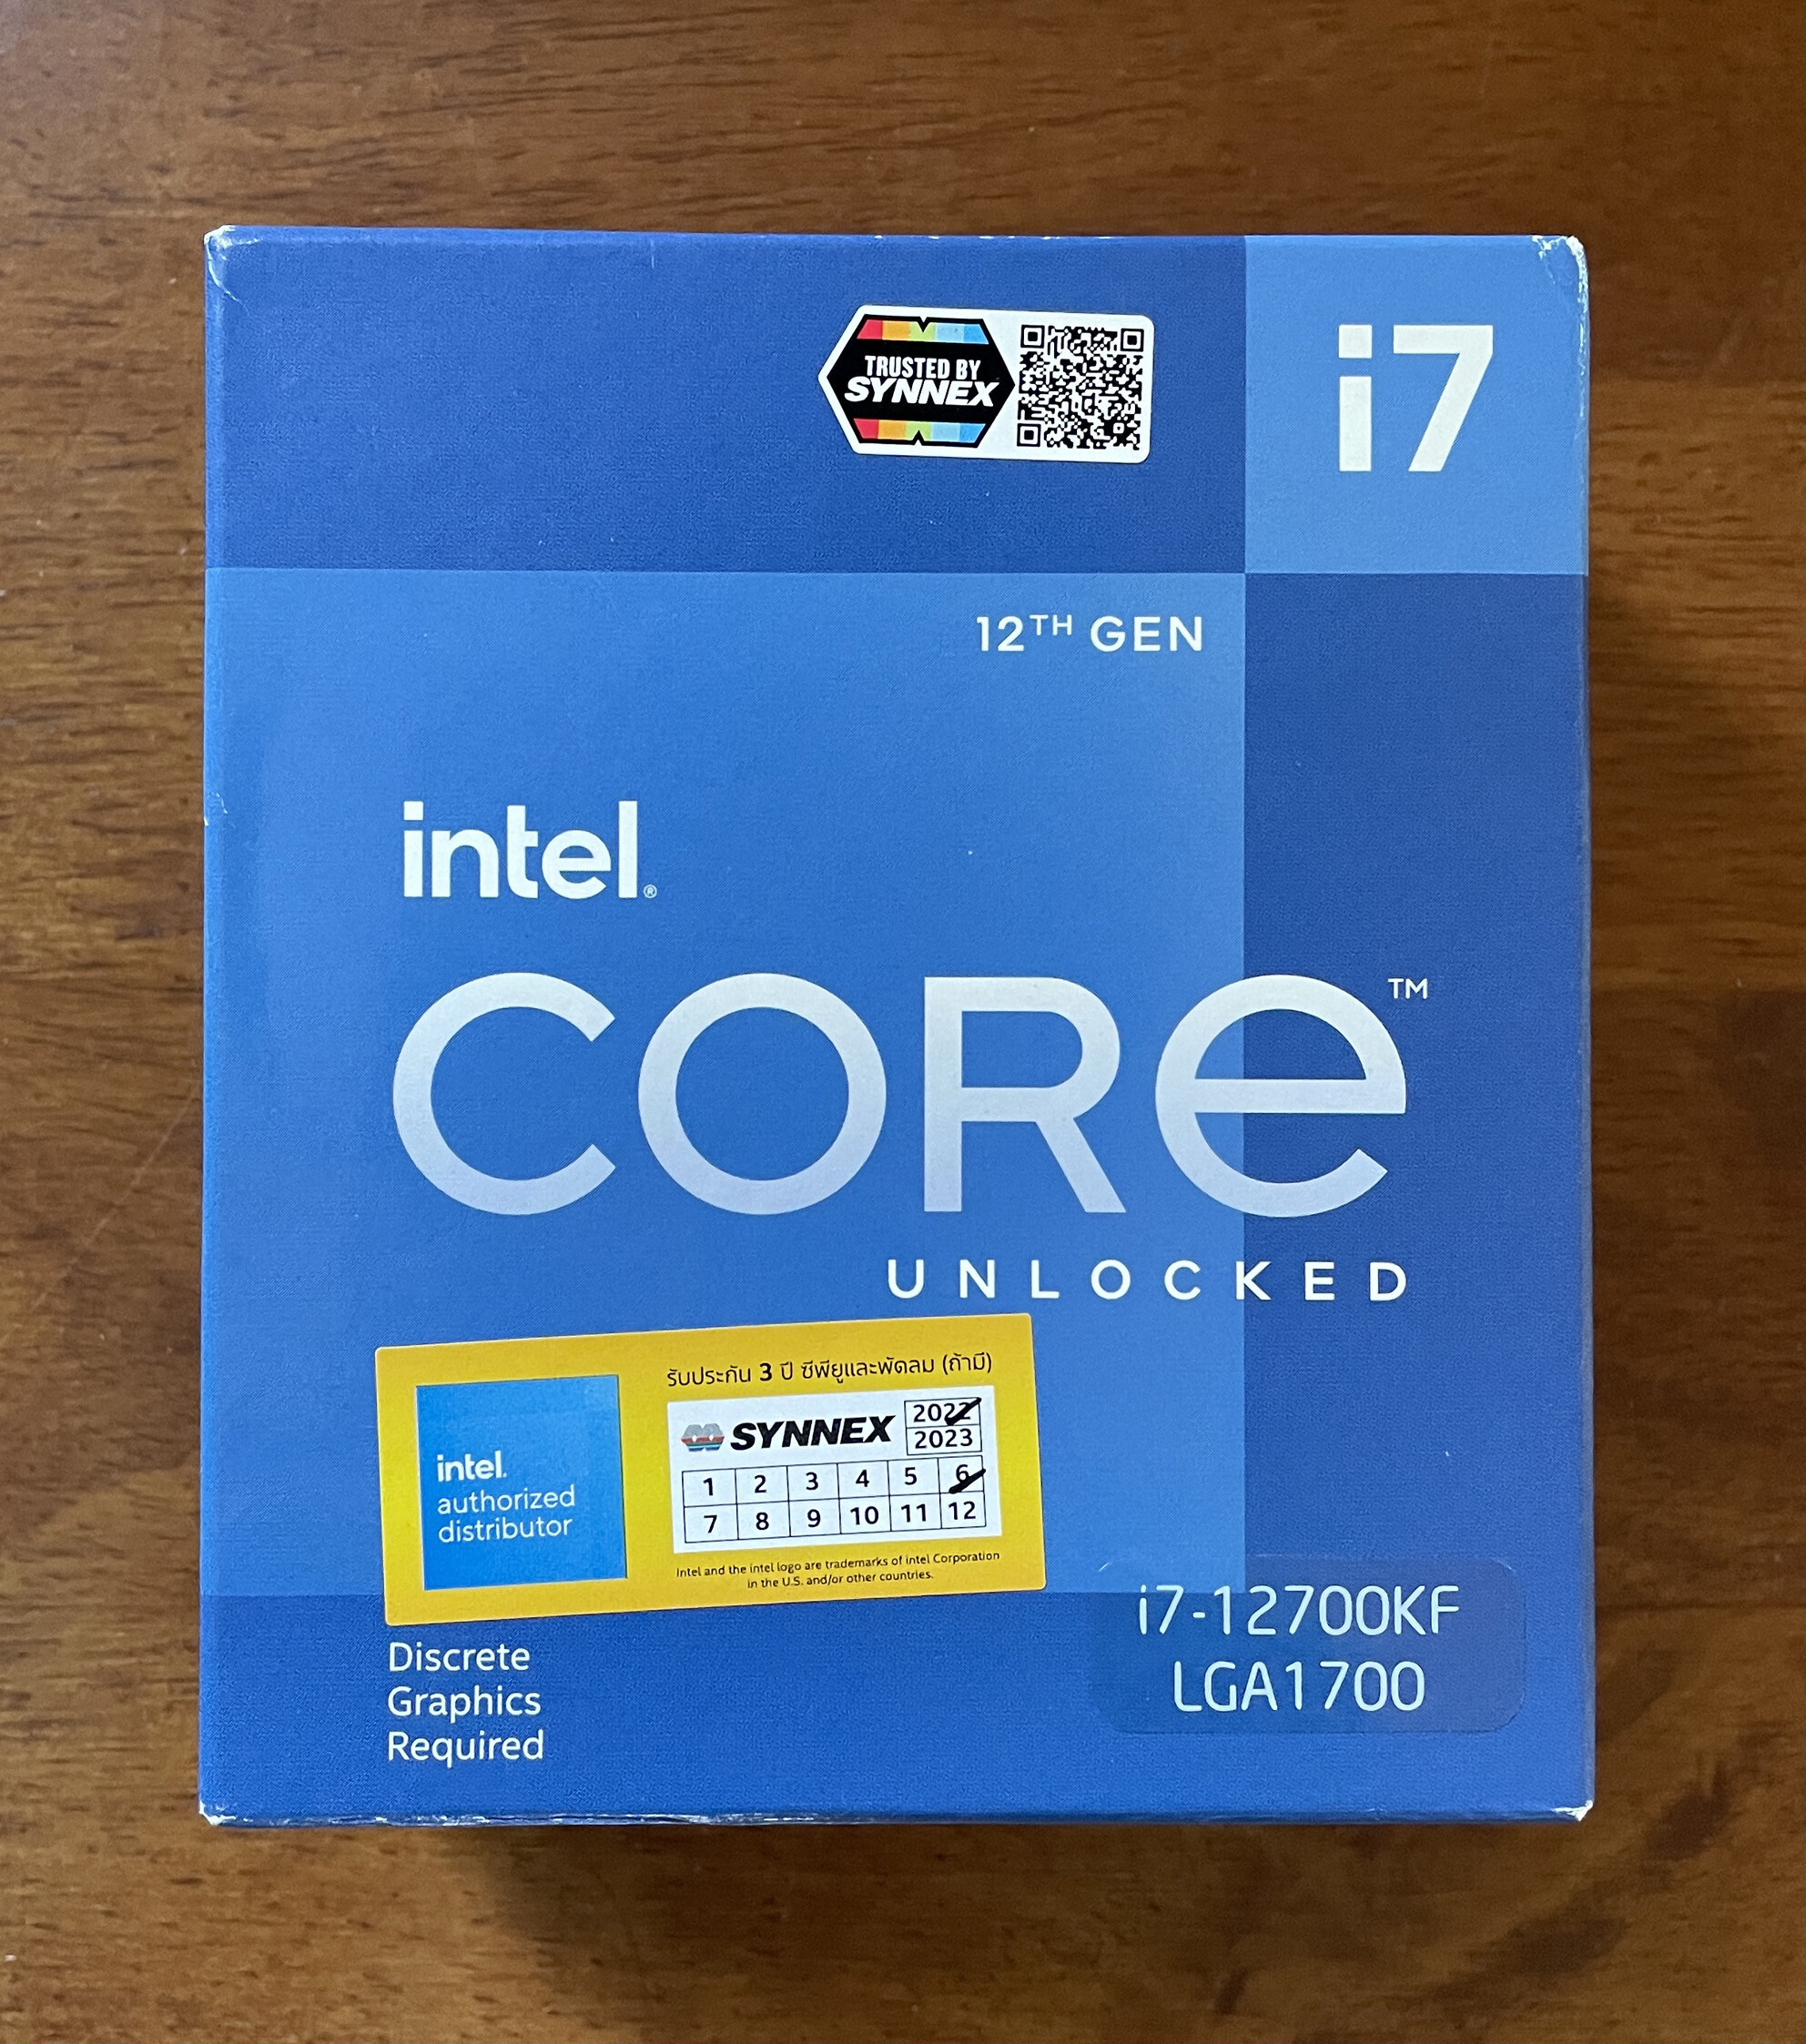 TRUSTED BY
SYNNEX
i7
12TH GEN
intel®
CORe™
UNLOCKED
รับประกัน 3 ปี ซีพียูและพัดลม (ถ้ามี)
intel.
authorized
distributor
SYNNEX
2022
2023
1 2 3 4 5 6
7 8 9 10 11 12
Intel and the intel logo are trademarks of intel Corporation
in the U.S. and/or other countries.
i7-12700KF
LGA1700
Discrete
Graphics
Required